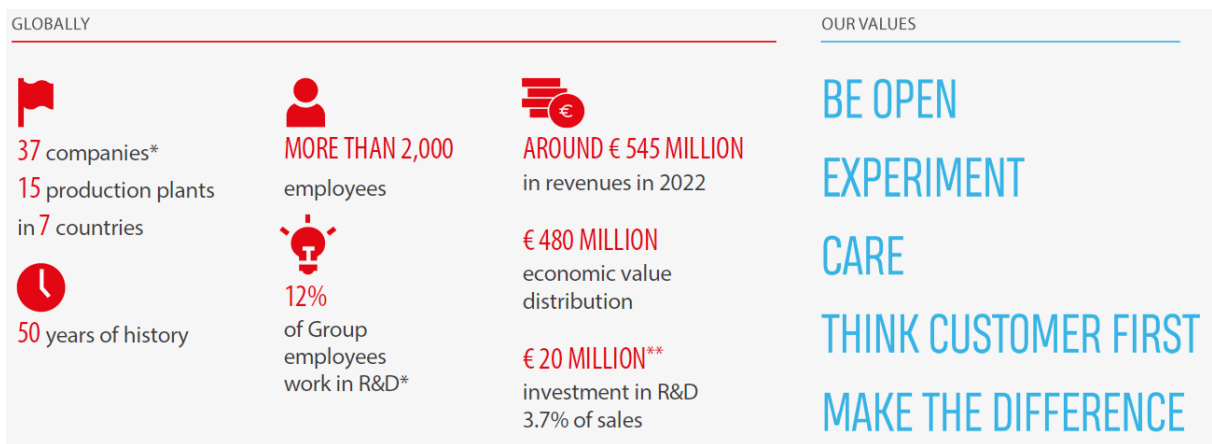 GLOBALLY
37 companies*
15 production plants
in 7 countries
50 years of history
MORE THAN 2,000
employees
12%
of Group
employees
work in R&D*
€
AROUND € 545 MILLION
in revenues in 2022
€ 480 MILLION
economic value
distribution
€ 20 MILLION**
investment in R&D
3.7% of sales
OUR VALUES
BE OPEN
EXPERIMENT
CARE
THINK CUSTOMER FIRST
MAKE THE DIFFERENCE